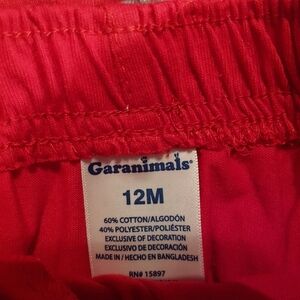 Garanimals®
12M
60% COTTON/ALGODÓN
40% POLYESTER/POLIÉSTER
EXCLUSIVE OF DECORATION
EXCLUSIVO DE DECORACIÓN
MADE IN / HECHO EN BANGLADESH
RN# 15897